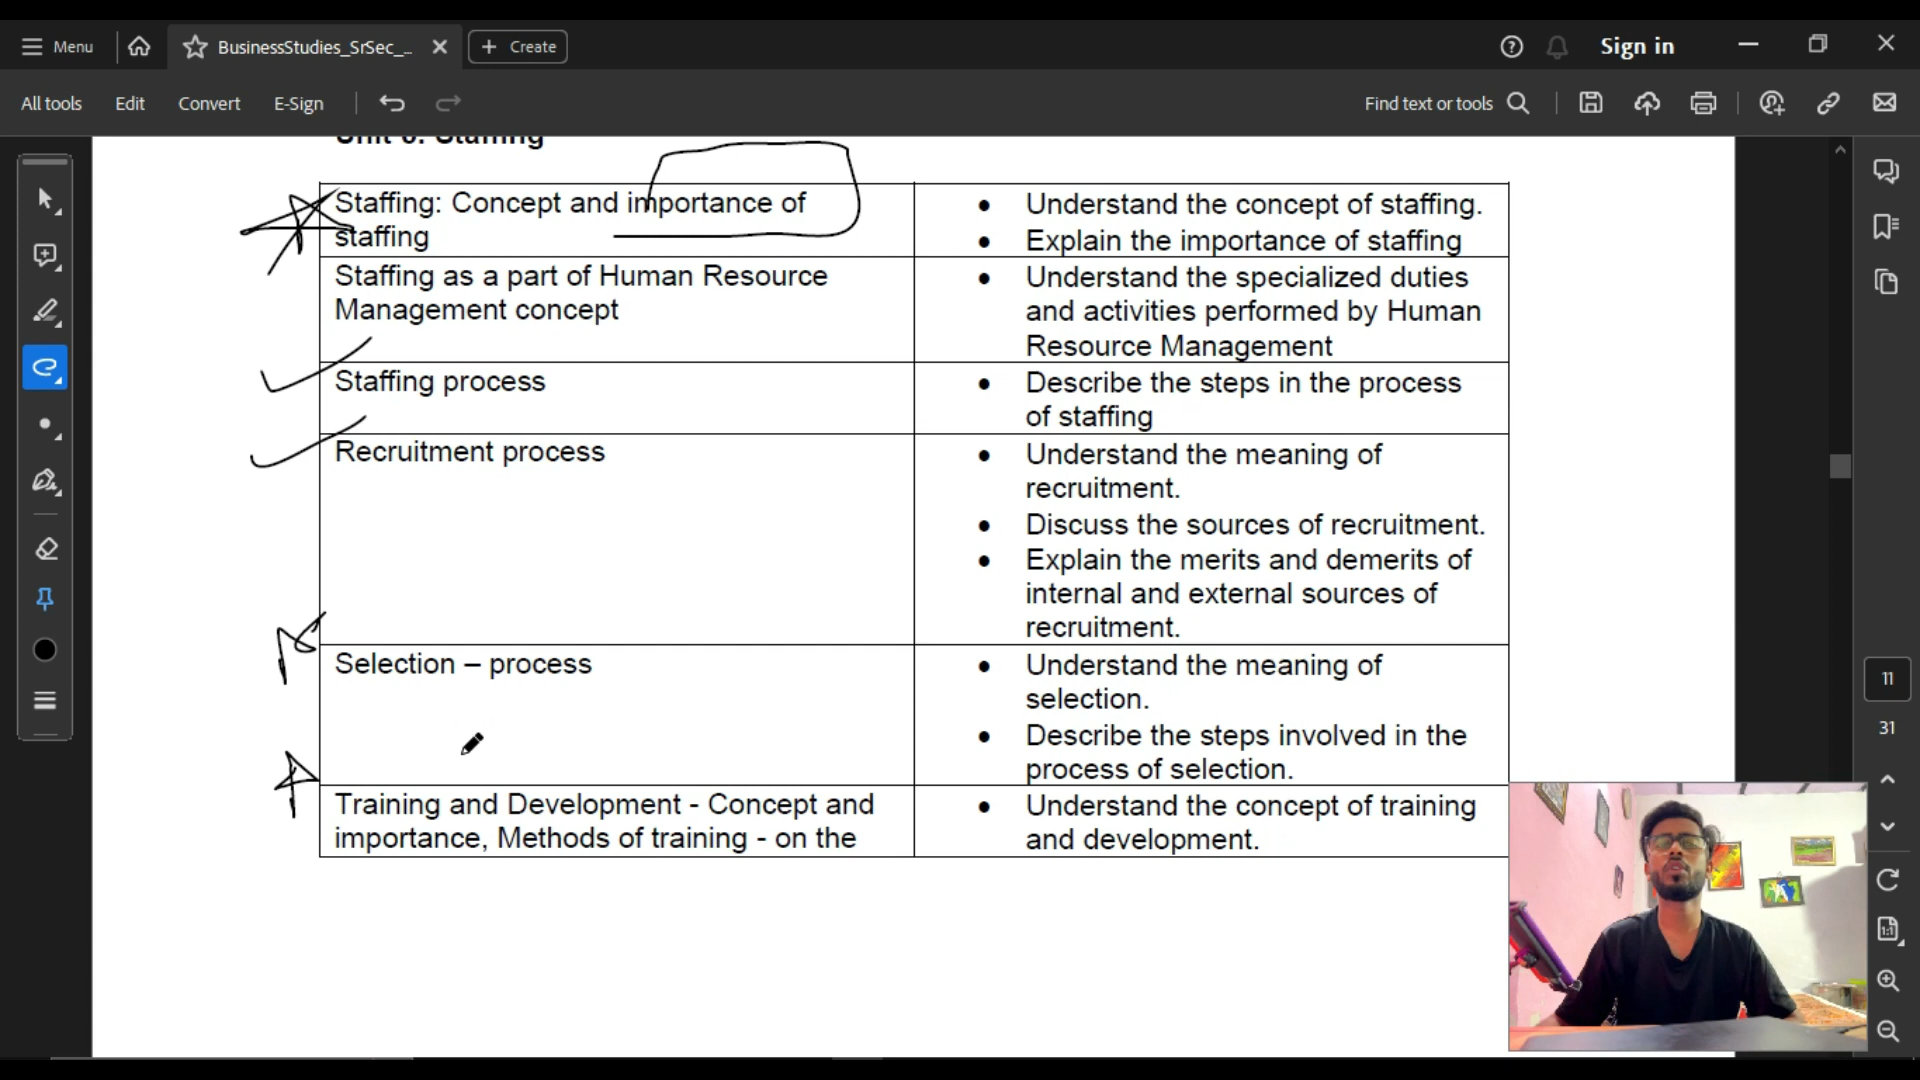 Menu
BusinessStudies_SrSec_...
Create
Sign in
All tools
Edit
Convert
E-Sign
Find text or tools
Staffing: Concept and importance of
staffing
• Understand the concept of staffing.
• Explain the importance of staffing
Staffing as a part of Human Resource
Management concept
• Understand the specialized duties
and activities performed by Human
Resource Management
Staffing process
• Describe the steps in the process
of staffing
Recruitment process
• Understand the meaning of
recruitment.
• Discuss the sources of recruitment.
• Explain the merits and demerits of
internal and external sources of
recruitment.
Selection – process
• Understand the meaning of
selection.
• Describe the steps involved in the
process of selection.
Training and Development - Concept and
importance, Methods of training - on the
• Understand the concept of training
and development.
11
31
1:1